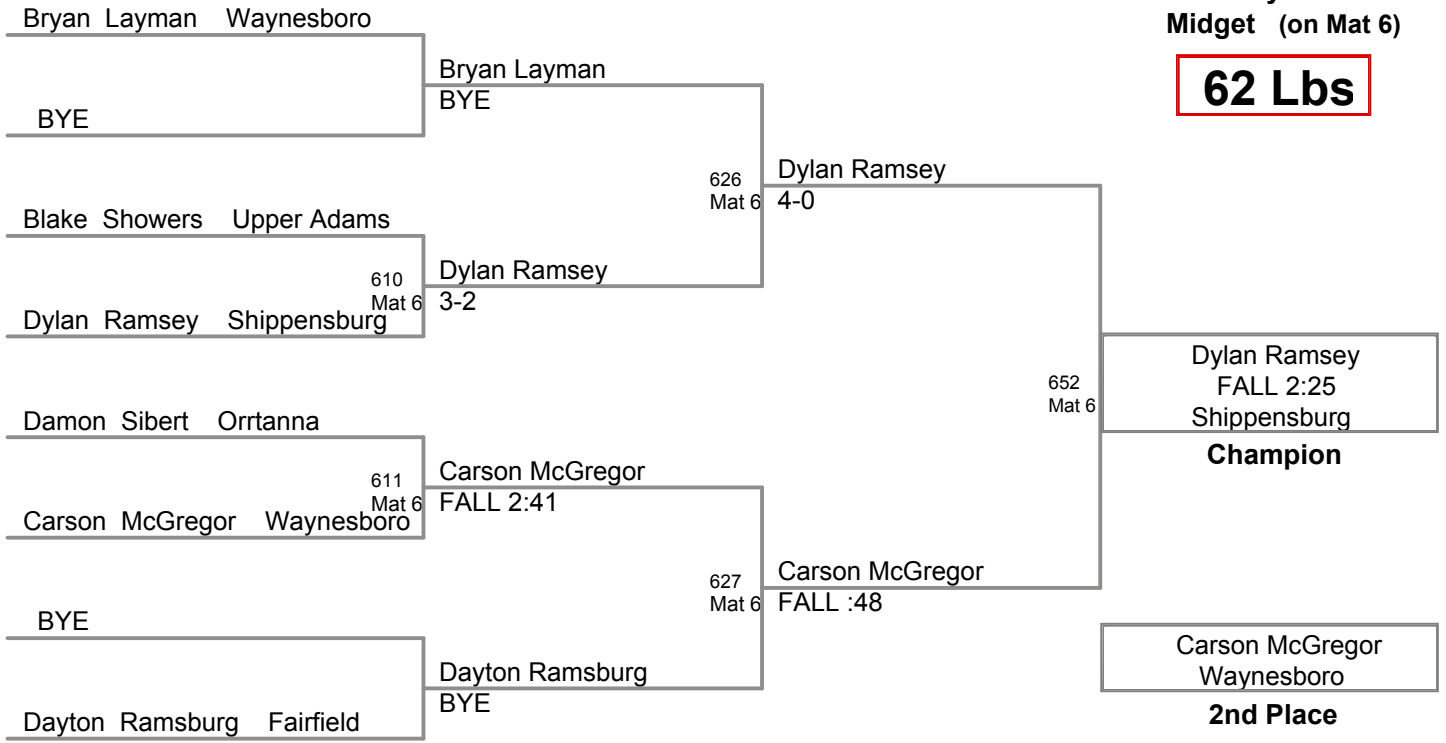 Midget (on Mat 6)
62 Lbs
Bryan Layman Waynesboro
BYE
Blake Showers Upper Adams
610
Mat 6
Dylan Ramsey Shippensburg
Damon Sibert Orrtanna
611
Mat 6
Carson McGregor Waynesboro
BYE
Dayton Ramsburg Fairfield
Bryan Layman
BYE
626
Mat 6
Dylan Ramsey
3-2
Carson McGregor
FALL 2:41
627
Mat 6
Dayton Ramsburg
BYE
Dylan Ramsey
4-0
652
Mat 6
Carson McGregor
FALL :48
Dylan Ramsey
FALL 2:25
Shippensburg
Champion
Carson McGregor
Waynesboro
2nd Place